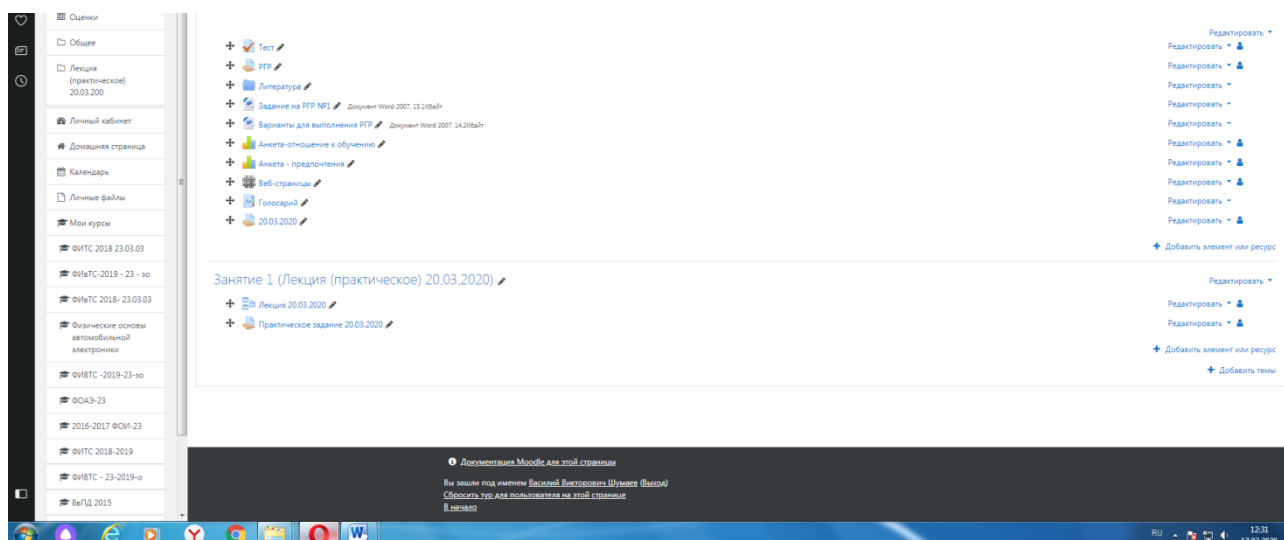 Оценки
Общее
Лекция
(практическое)
20.03.200
Личный кабинет
Домашняя страница
Календарь
Личные файлы
Мои курсы
ФИТС 2018 23.03.03
ФИвТС-2019 - 23 - зо
ФИвТС 2018- 23.03.03
Физические основы
автомобильной
электроники
ФИВТС -2019-23-зо
ФОАЭ-23
2016-2017 ФОИ-23
ФИТС 2018-2019
ФИВТС - 23-2019-о
ВвПД 2015
Редактировать
Тест Редактировать
РГР Редактировать
Литература Редактировать
Задание на РГР №1 Документ Word 2007, 15.1Кбайт Редактировать
Варианты для выполнения РГР Документ Word 2007, 14.2Кбайт Редактировать
Анкета-отношение к обучению Редактировать
Анкета - предпочтения Редактировать
Веб-страницы Редактировать
Голосарий Редактировать
20.03.2020 Редактировать
Добавить элемент или ресурс
Занятие 1 (Лекция (практическое) 20.03.2020) Редактировать
Лекция 20.03.2020 Редактировать
Практическое задание 20.03.2020 Редактировать
Добавить элемент или ресурс
Добавить темы
Документация Moodle для этой страницы
Вы зашли под именем Василий Викторович Шумаев (Выход)
Сбросить тур для пользователя на этой странице
В начало
RU 12:31